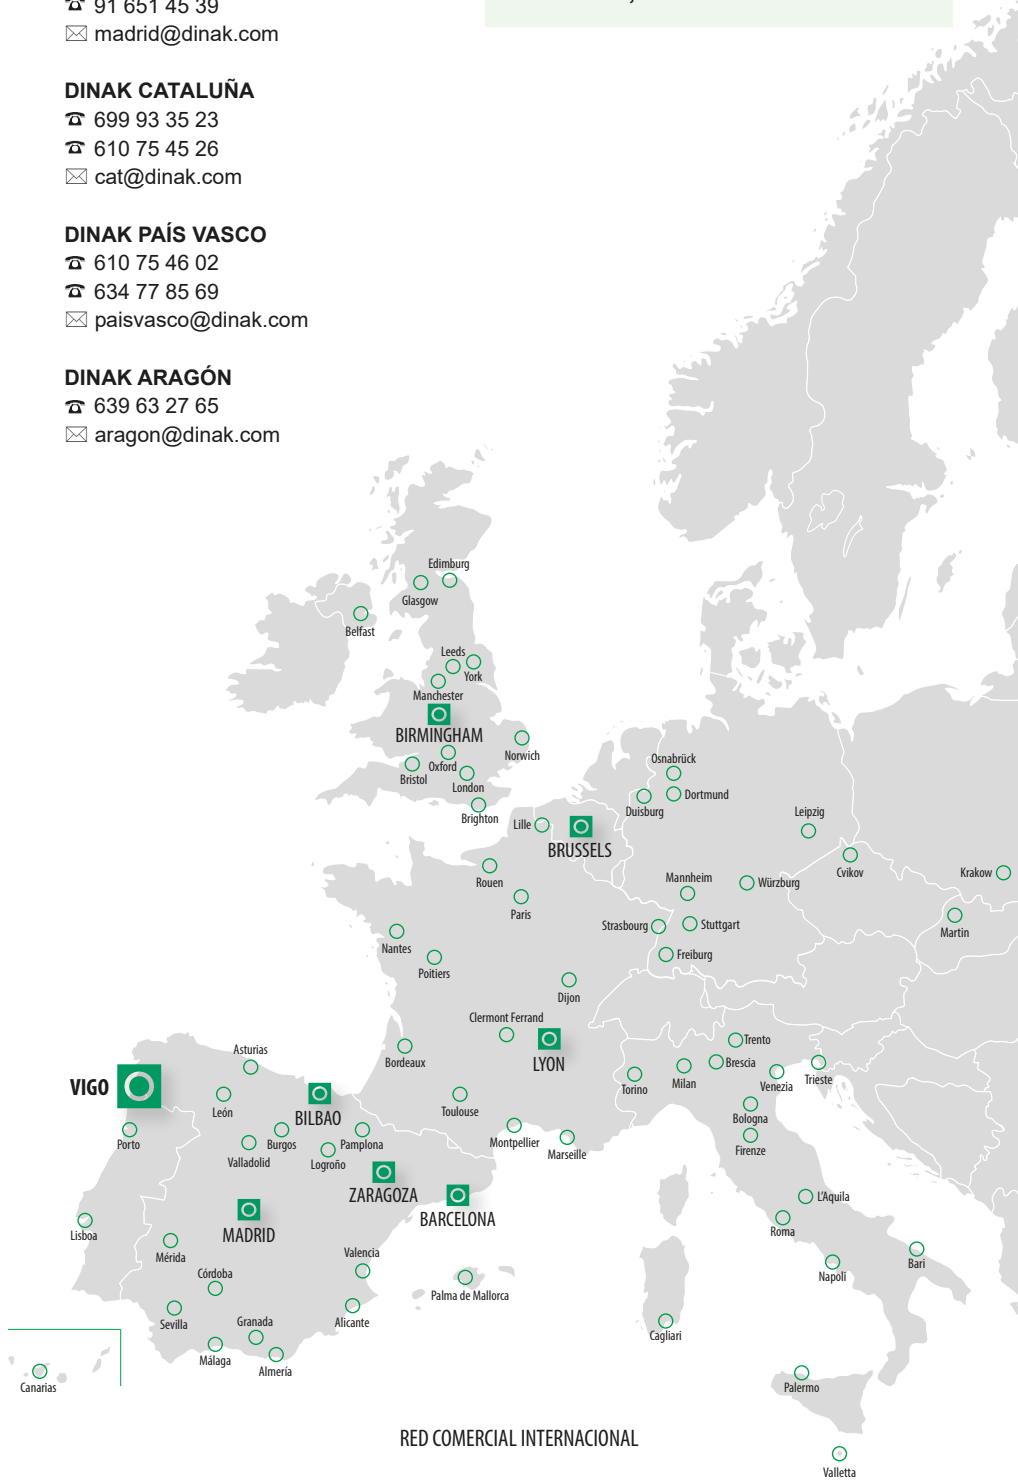 ☎ 91 651 45 39
✉ madrid@dinak.com
DINAK CATALUÑA
☎ 699 93 35 23
☎ 610 75 45 26
✉ cat@dinak.com
DINAK PAÍS VASCO
☎ 610 75 46 02
☎ 634 77 85 69
✉ paisvasco@dinak.com
DINAK ARAGÓN
☎ 639 63 27 65
✉ aragon@dinak.com
Edimburg
Glasgow
Belfast
Leeds
York
Manchester
BIRMINGHAM
Norwich
Oxford
Bristol
London
Brighton
Osnabrück
Dortmund
Duisburg
Leipzig
Lille
BRUSSELS
Cvikov
Krakow
Rouen
Mannheim
Würzburg
Paris
Strasbourg
Stuttgart
Martin
Nantes
Freiburg
Poitiers
Dijon
Clermont Ferrand
LYON
Bordeaux
Trento
Brescia
Asturias
Torino
Milan
Venezia
Trieste
VIGO
León
BILBAO
Toulouse
Bologna
Porto
Burgos
Pamplona
Montpellier
Marseille
Firenze
Valladolid
Logroño
ZARAGOZA
BARCELONA
L'Aquila
Lisboa
MADRID
Roma
Mérida
Valencia
Bari
Córdoba
Palma de Mallorca
Napoli
Sevilla
Granada
Alicante
Cagliari
Málaga
Almería
Canarias
Palermo
RED COMERCIAL INTERNACIONAL
Valletta